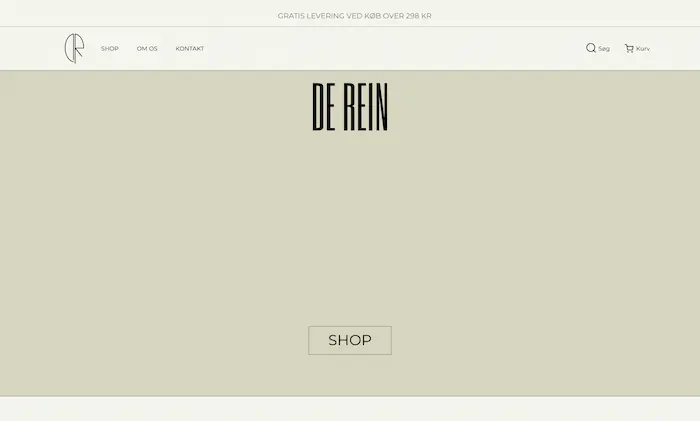 GRATIS LEVERING VED KØB OVER 298 KR
SHOP OM OS KONTAKT Søg Kurv
DE REIN
SHOP